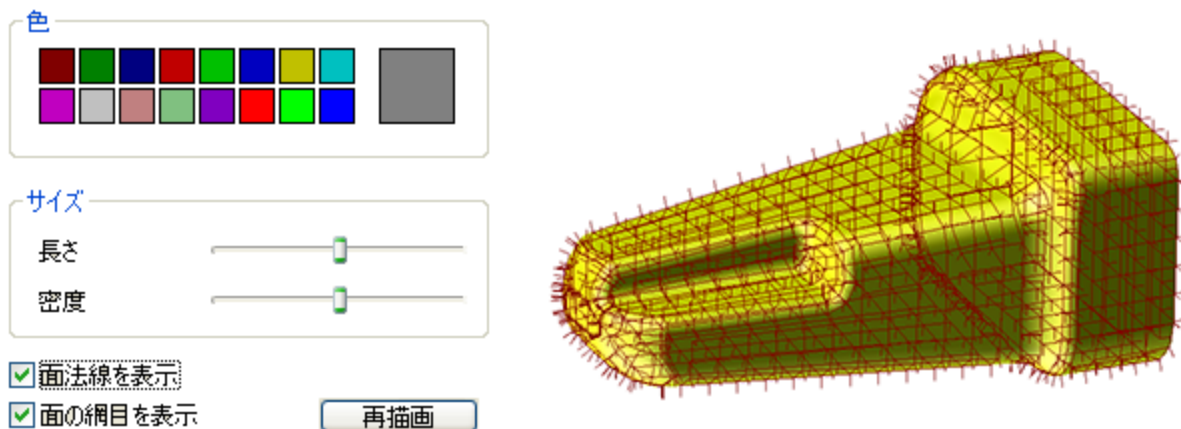 色
サイズ
長さ
密度
面法線を表示
面の網目を表示
再描画